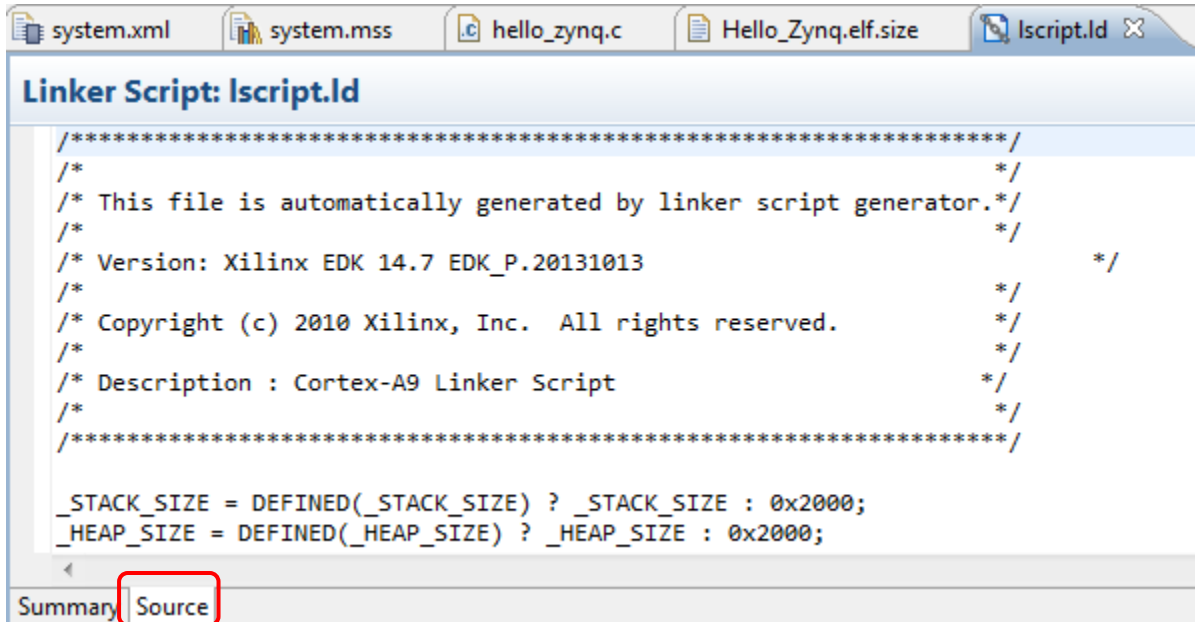 system.xml system.mss hello_zynq.c Hello_Zynq.elf.size lscript.ld
Linker Script: lscript.ld
/*******************************************************************/
/*                                                                 */
/* This file is automatically generated by linker script generator.*/
/*                                                                 */
/* Version: Xilinx EDK 14.7 EDK_P.20131013                                */
/*                                                                 */
/* Copyright (c) 2010 Xilinx, Inc.  All rights reserved.           */
/*                                                                 */
/* Description : Cortex-A9 Linker Script                          */
/*                                                                 */
/*******************************************************************/
_STACK_SIZE = DEFINED(_STACK_SIZE) ? _STACK_SIZE : 0x2000;
_HEAP_SIZE = DEFINED(_HEAP_SIZE) ? _HEAP_SIZE : 0x2000;
Summary Source